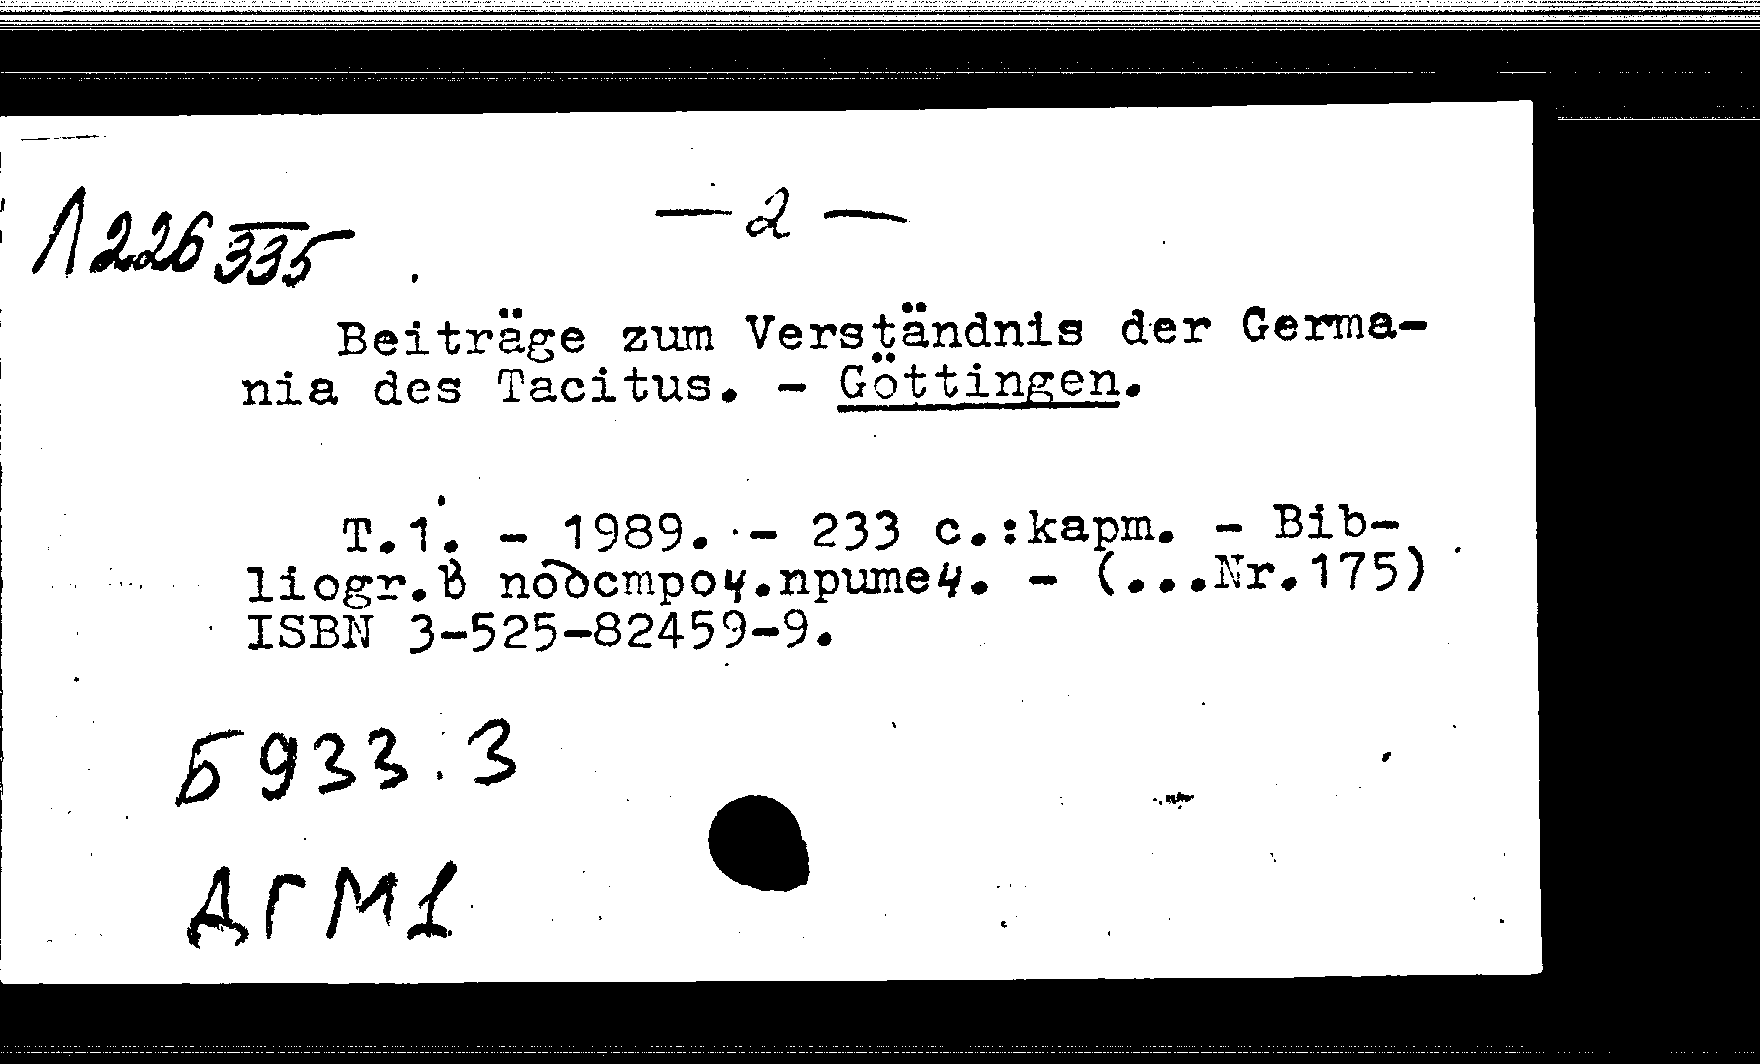 — 2 —
Л226335
Beiträge zum Verständnis der Germa-
nia des Tacitus. - Göttingen.
T.1. - 1989. - 233 с.:карт. - Bib-
liogr.в подстроч.примеч. - (...Nr.175)
ISBN 3-525-82459-9.
Б933.3
ДГМ1